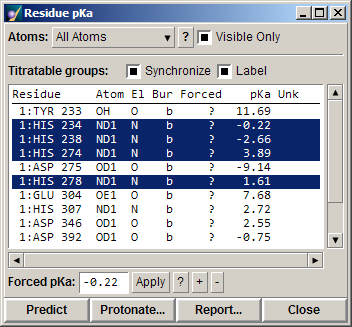 Residue pKa
Atoms: All Atoms ? Visible Only
Titratable groups: Synchronize Label
Residue Atom El Bur Forced pKa Unk
1:TYR 233 OH O b ? 11.69
1:HIS 234 ND1 N b ? -0.22
1:HIS 238 ND1 N b ? -2.66
1:HIS 274 ND1 N b ? 3.89
1:ASP 275 OD1 O b ? -9.14
1:HIS 278 ND1 N b ? 1.61
1:GLU 304 OE1 O b ? 7.68
1:HIS 307 ND1 N b ? 2.72
1:ASP 346 OD1 O b ? 2.55
1:ASP 392 OD1 O b ? -0.75
Forced pKa: -0.22 Apply ? + -
Predict Protonate... Report... Close